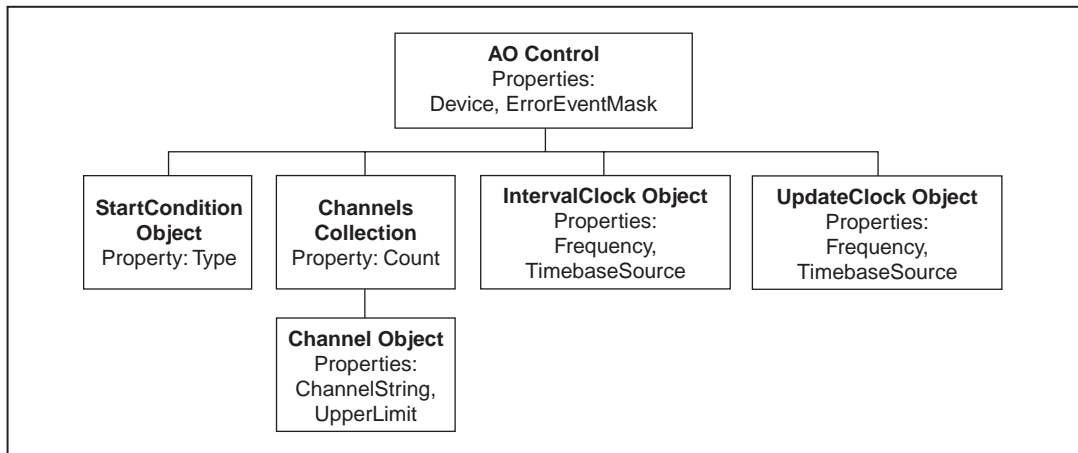 AO Control
Properties:
Device, ErrorEventMask
StartCondition
Object
Property: Type
Channels
Collection
Property: Count
IntervalClock Object
Properties:
Frequency,
TimebaseSource
UpdateClock Object
Properties:
Frequency,
TimebaseSource
Channel Object
Properties:
ChannelString,
UpperLimit